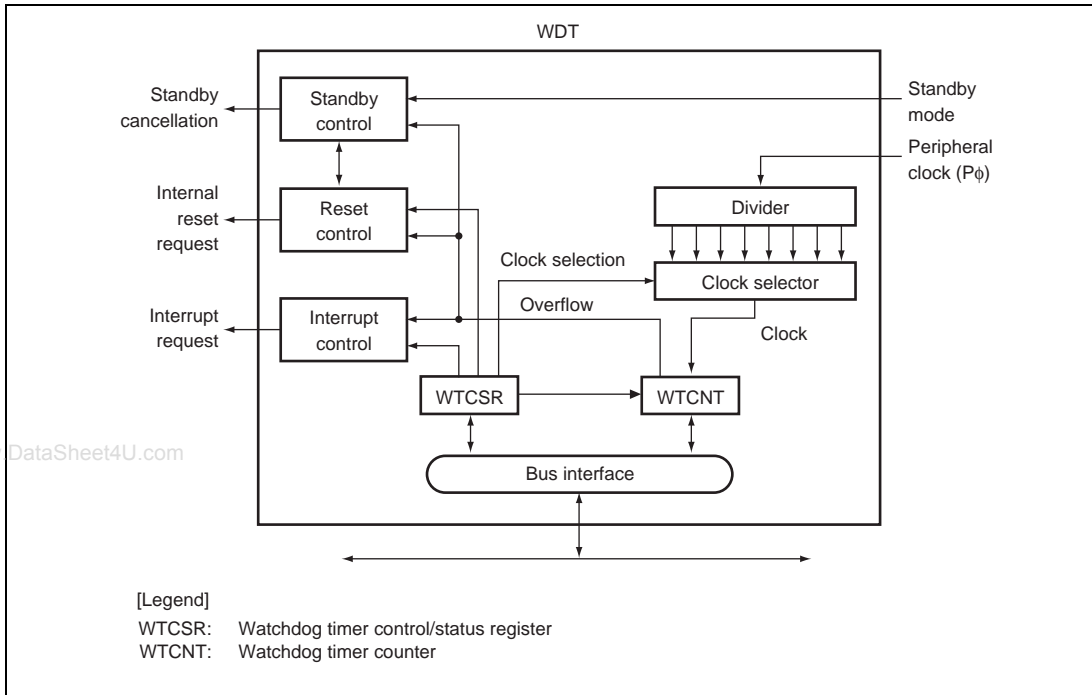 WDT
Standby
cancellation
Standby
control
Standby
mode
Peripheral
clock (Pϕ)
Internal
reset
request
Reset
control
Divider
Clock selection
Clock selector
Interrupt
request
Interrupt
control
Overflow
Clock
WTCSR
WTCNT
.DataSheet4U.com
Bus interface
[Legend]
WTCSR: Watchdog timer control/status register
WTCNT: Watchdog timer counter